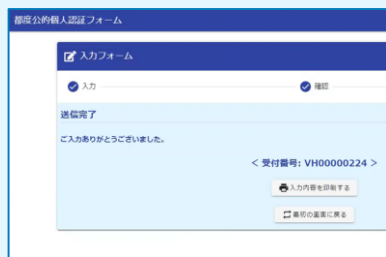 都度公的個人認証フォーム
入力フォーム
入力
確認
送信完了
ご入力ありがとうございました。
< 受付番号: VH00000224 >
入力内容を印刷する
最初の画面に戻る